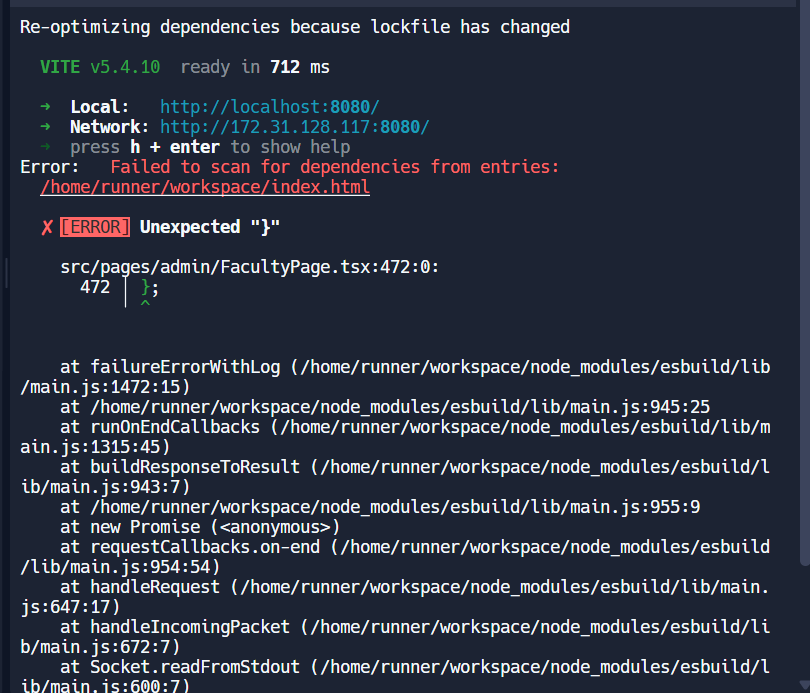 Re-optimizing dependencies because lockfile has changed
VITE v5.4.10 ready in 712 ms
➜ Local: http://localhost:8080/
➜ Network: http://172.31.128.117:8080/
➜ press h + enter to show help
Error: Failed to scan for dependencies from entries:
/home/runner/workspace/index.html
✗ [ERROR] Unexpected "}"
src/pages/admin/FacultyPage.tsx:472:0:
472 │ };
│ ^
at failureErrorWithLog (/home/runner/workspace/node_modules/esbuild/lib
/main.js:1472:15)
at /home/runner/workspace/node_modules/esbuild/lib/main.js:945:25
at runOnEndCallbacks (/home/runner/workspace/node_modules/esbuild/lib/m
ain.js:1315:45)
at buildResponseToResult (/home/runner/workspace/node_modules/esbuild/l
ib/main.js:943:7)
at /home/runner/workspace/node_modules/esbuild/lib/main.js:955:9
at new Promise (<anonymous>)
at requestCallbacks.on-end (/home/runner/workspace/node_modules/esbuild
/lib/main.js:954:54)
at handleRequest (/home/runner/workspace/node_modules/esbuild/lib/main.
js:647:17)
at handleIncomingPacket (/home/runner/workspace/node_modules/esbuild/li
b/main.js:672:7)
at Socket.readFromStdout (/home/runner/workspace/node_modules/esbuild/l
ib/main.js:600:7)